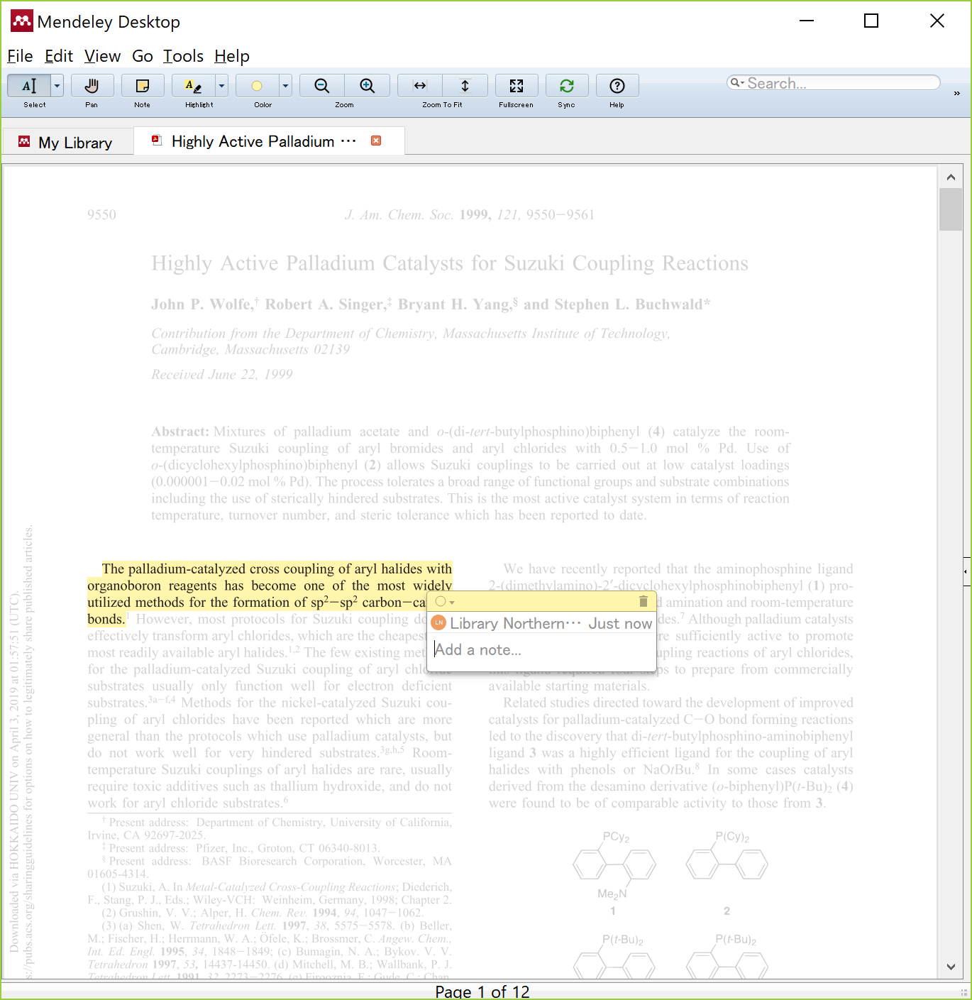 Mendeley Desktop
File Edit View Go Tools Help
Select Pan Note Highlight Color Zoom Zoom To Fit Fullscreen Sync Help
Search...
My Library
Highly Active Palladium ···
9550
J. Am. Chem. Soc. 1999, 121, 9550−9561
Highly Active Palladium Catalysts for Suzuki Coupling Reactions
John P. Wolfe,† Robert A. Singer,‡ Bryant H. Yang,§ and Stephen L. Buchwald*
Contribution from the Department of Chemistry, Massachusetts Institute of Technology,
Cambridge, Massachusetts 02139
Received June 22, 1999
Abstract: Mixtures of palladium acetate and o-(di-tert-butylphosphino)biphenyl (4) catalyze the room-
temperature Suzuki coupling of aryl bromides and aryl chlorides with 0.5−1.0 mol % Pd. Use of
o-(dicyclohexylphosphino)biphenyl (2) allows Suzuki couplings to be carried out at low catalyst loadings
(0.000001−0.02 mol % Pd). The process tolerates a broad range of functional groups and substrate combinations
including the use of sterically hindered substrates. This is the most active catalyst system in terms of reaction
temperature, turnover number, and steric tolerance which has been reported to date.
The palladium-catalyzed cross coupling of aryl halides with
organoboron reagents has become one of the most widely
utilized methods for the formation of sp2−sp2 carbon−ca
bonds.1 However, most protocols for Suzuki coupling do
effectively transform aryl chlorides, which are the cheapest
most readily available aryl halides.1,2 The few existing met
for the palladium-catalyzed Suzuki coupling of aryl chlo
substrates usually only function well for electron deficient
substrates.3a−f,4 Methods for the nickel-catalyzed Suzuki cou-
pling of aryl chlorides have been reported which are more
general than the protocols which use palladium catalysts, but
do not work well for very hindered substrates.3g,h,5 Room-
temperature Suzuki couplings of aryl halides are rare, usually
require toxic additives such as thallium hydroxide, and do not
work for aryl chloride substrates.6
† Present address: Department of Chemistry, University of California,
Irvine, CA 92697-2025.
‡ Present address: Pfizer, Inc., Groton, CT 06340-8013.
§ Present address: BASF Bioresearch Corporation, Worcester, MA
01605-4314.
(1) Suzuki, A. In Metal-Catalyzed Cross-Coupling Reactions; Diederich,
F., Stang, P. J., Eds.; Wiley-VCH: Weinheim, Germany, 1998; Chapter 2.
(2) Grushin, V. V.; Alper, H. Chem. Rev. 1994, 94, 1047−1062.
(3) (a) Shen, W. Tetrahedron Lett. 1997, 38, 5575−5578. (b) Beller,
M.; Fischer, H.; Herrmann, W. A.; Öfele, K.; Brossmer, C. Angew. Chem.,
Int. Ed. Engl. 1995, 34, 1848−1849; (c) Bumagin, N. A.; Bykov. V. V.
Tetrahedron 1997, 53, 14437-14450. (d) Mitchell, M. B.; Wallbank, P. J.
Tetrahedron Lett. 1991, 32, 2273−2276. (e) Firooznia, F.; Gude, C.; Chan,
We have recently reported that the aminophosphine ligand
2-(dimethylamino)-2′-dicyclohexylphosphinobiphenyl (1) pro-
d amination and room-temperature
des.7 Although palladium catalysts
re sufficiently active to promote
upling reactions of aryl chlorides,
ps to prepare from commercially
available starting materials.
Related studies directed toward the development of improved
catalysts for palladium-catalyzed C−O bond forming reactions
led to the discovery that di-tert-butylphosphino-aminobiphenyl
ligand 3 was a highly efficient ligand for the coupling of aryl
halides with phenols or NaOtBu.8 In some cases catalysts
derived from the desamino derivative (o-biphenyl)P(t-Bu)2 (4)
were found to be of comparable activity to those from 3.
PCy2 P(Cy)2
Me2N
1 2
P(t-Bu)2 P(t-Bu)2
LN Library Northern··· Just now
Add a note...
Downloaded via HOKKAIDO UNIV on April 3, 2019 at 01:57:51 (UTC).
s://pubs.acs.org/sharingguidelines for options on how to legitimately share published articles.
Page 1 of 12